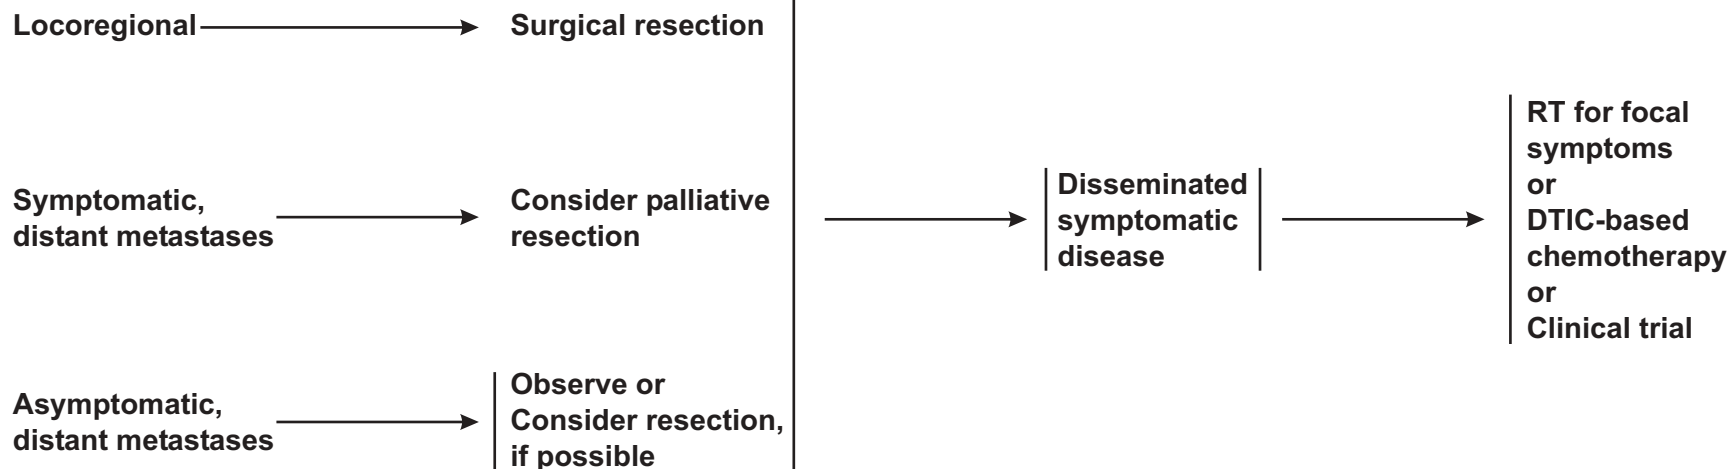 Locoregional
Surgical resection
Symptomatic,
distant metastases
Consider palliative
resection
Asymptomatic,
distant metastases
Observe or
Consider resection,
if possible
Disseminated
symptomatic
disease
RT for focal
symptoms
or
DTIC-based
chemotherapy
or
Clinical trial